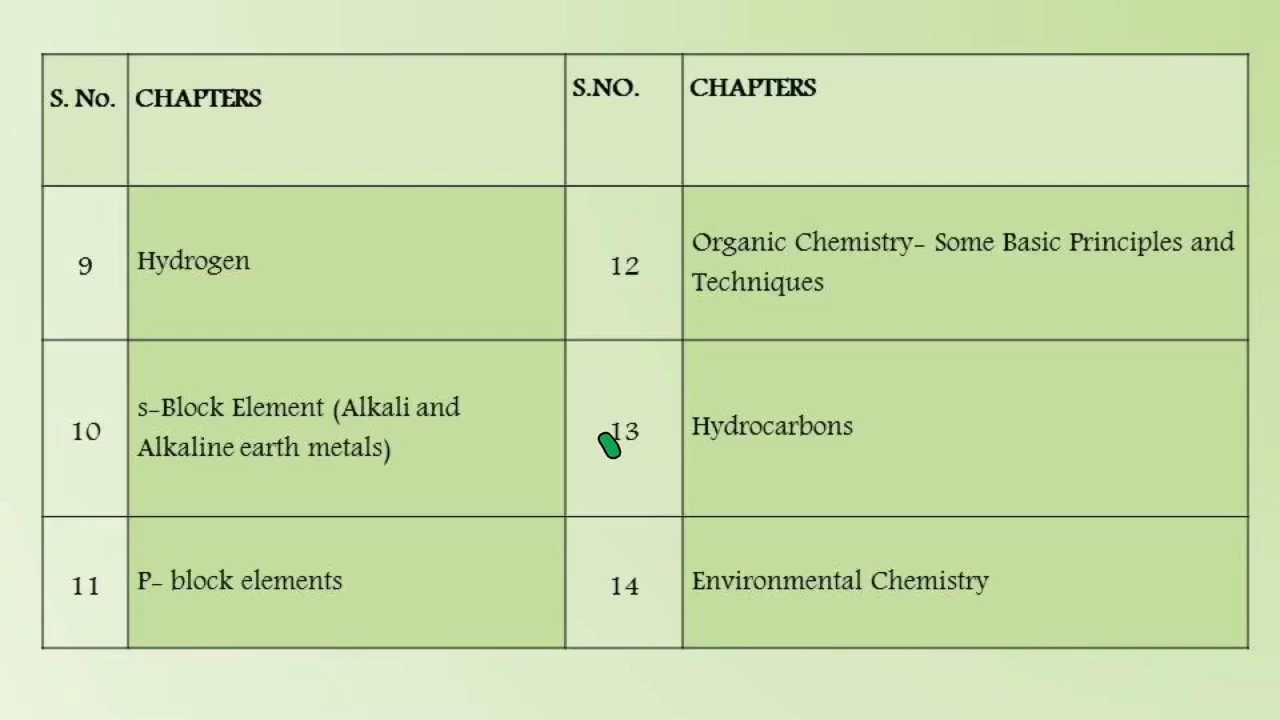 S. No. CHAPTERS S.NO. CHAPTERS
9 Hydrogen 12 Organic Chemistry- Some Basic Principles and
Techniques
10 s-Block Element (Alkali and
Alkaline earth metals) 13 Hydrocarbons
11 P- block elements 14 Environmental Chemistry